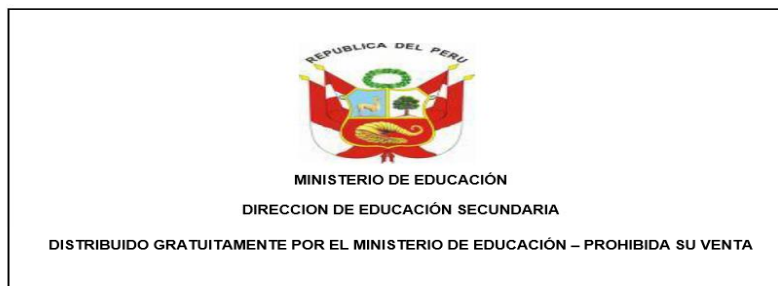 REPUBLICA DEL PERU
MINISTERIO DE EDUCACIÓN
DIRECCION DE EDUCACIÓN SECUNDARIA
DISTRIBUIDO GRATUITAMENTE POR EL MINISTERIO DE EDUCACIÓN – PROHIBIDA SU VENTA